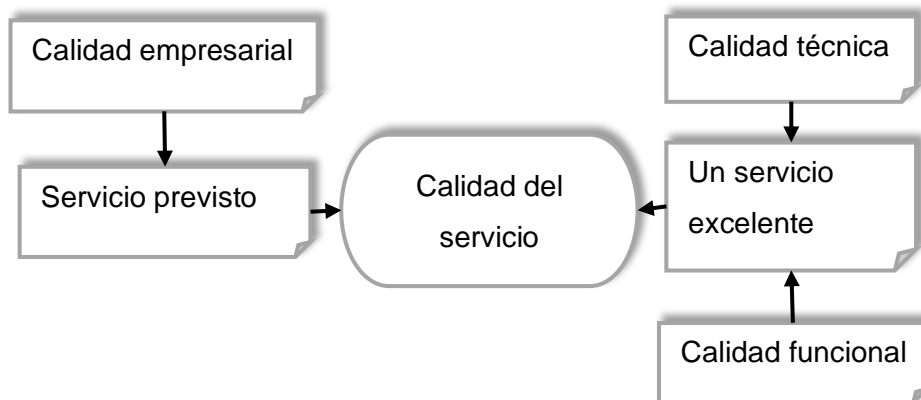 Calidad empresarial
Servicio previsto
Calidad del
servicio
Calidad técnica
Un servicio
excelente
Calidad funcional